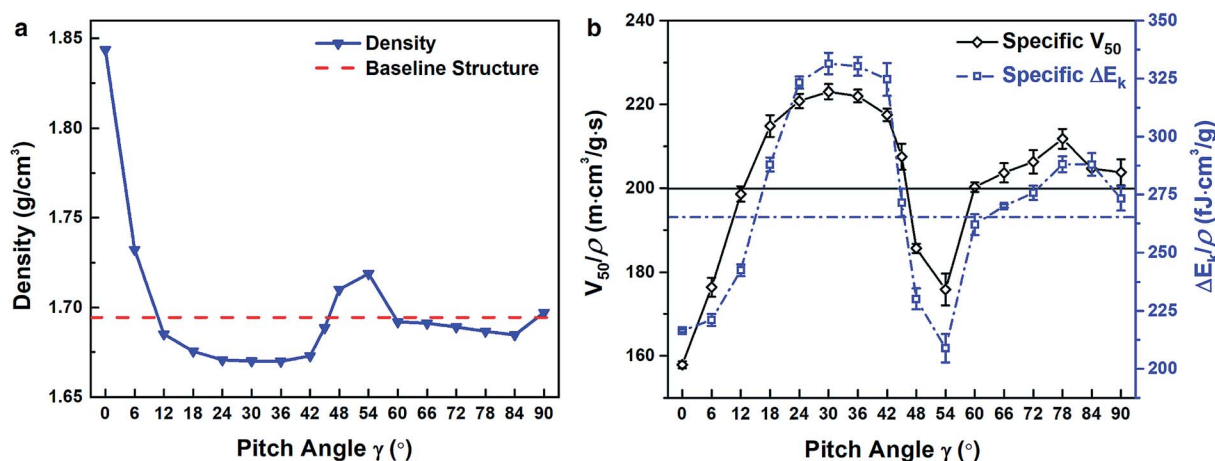 a
Density
Baseline Structure
Density (g/cm³)
1.85
1.80
1.75
1.70
1.65
0 6 12 18 24 30 36 42 48 54 60 66 72 78 84 90
Pitch Angle γ (°)
b
Specific V₅₀
Specific ΔEₖ
V₅₀/ρ (m·cm³/g·s)
240
220
200
180
160
0 6 12 18 24 30 36 42 48 54 60 66 72 78 84 90
Pitch Angle γ (°)
350
325
300
275
250
225
200
ΔEₖ/ρ (fJ·cm³/g)